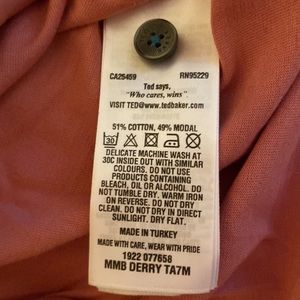 CA25459 RN95229
Ted says,
"Who cares, wins"
VISIT TED@www.tedbaker.com
51% COTTON, 49% MODAL
30
DELICATE MACHINE WASH AT
30C INSIDE OUT WITH SIMILAR
COLOURS. DO NOT USE
PRODUCTS CONTAINING
BLEACH, OIL OR ALCOHOL. DO
NOT TUMBLE DRY. WARM IRON
ON REVERSE. DO NOT DRY
CLEAN. DO NOT DRY IN DIRECT
SUNLIGHT. DRY FLAT.
MADE IN TURKEY
MADE WITH CARE, WEAR WITH PRIDE
1922 077658
MMB DERRY TA7M